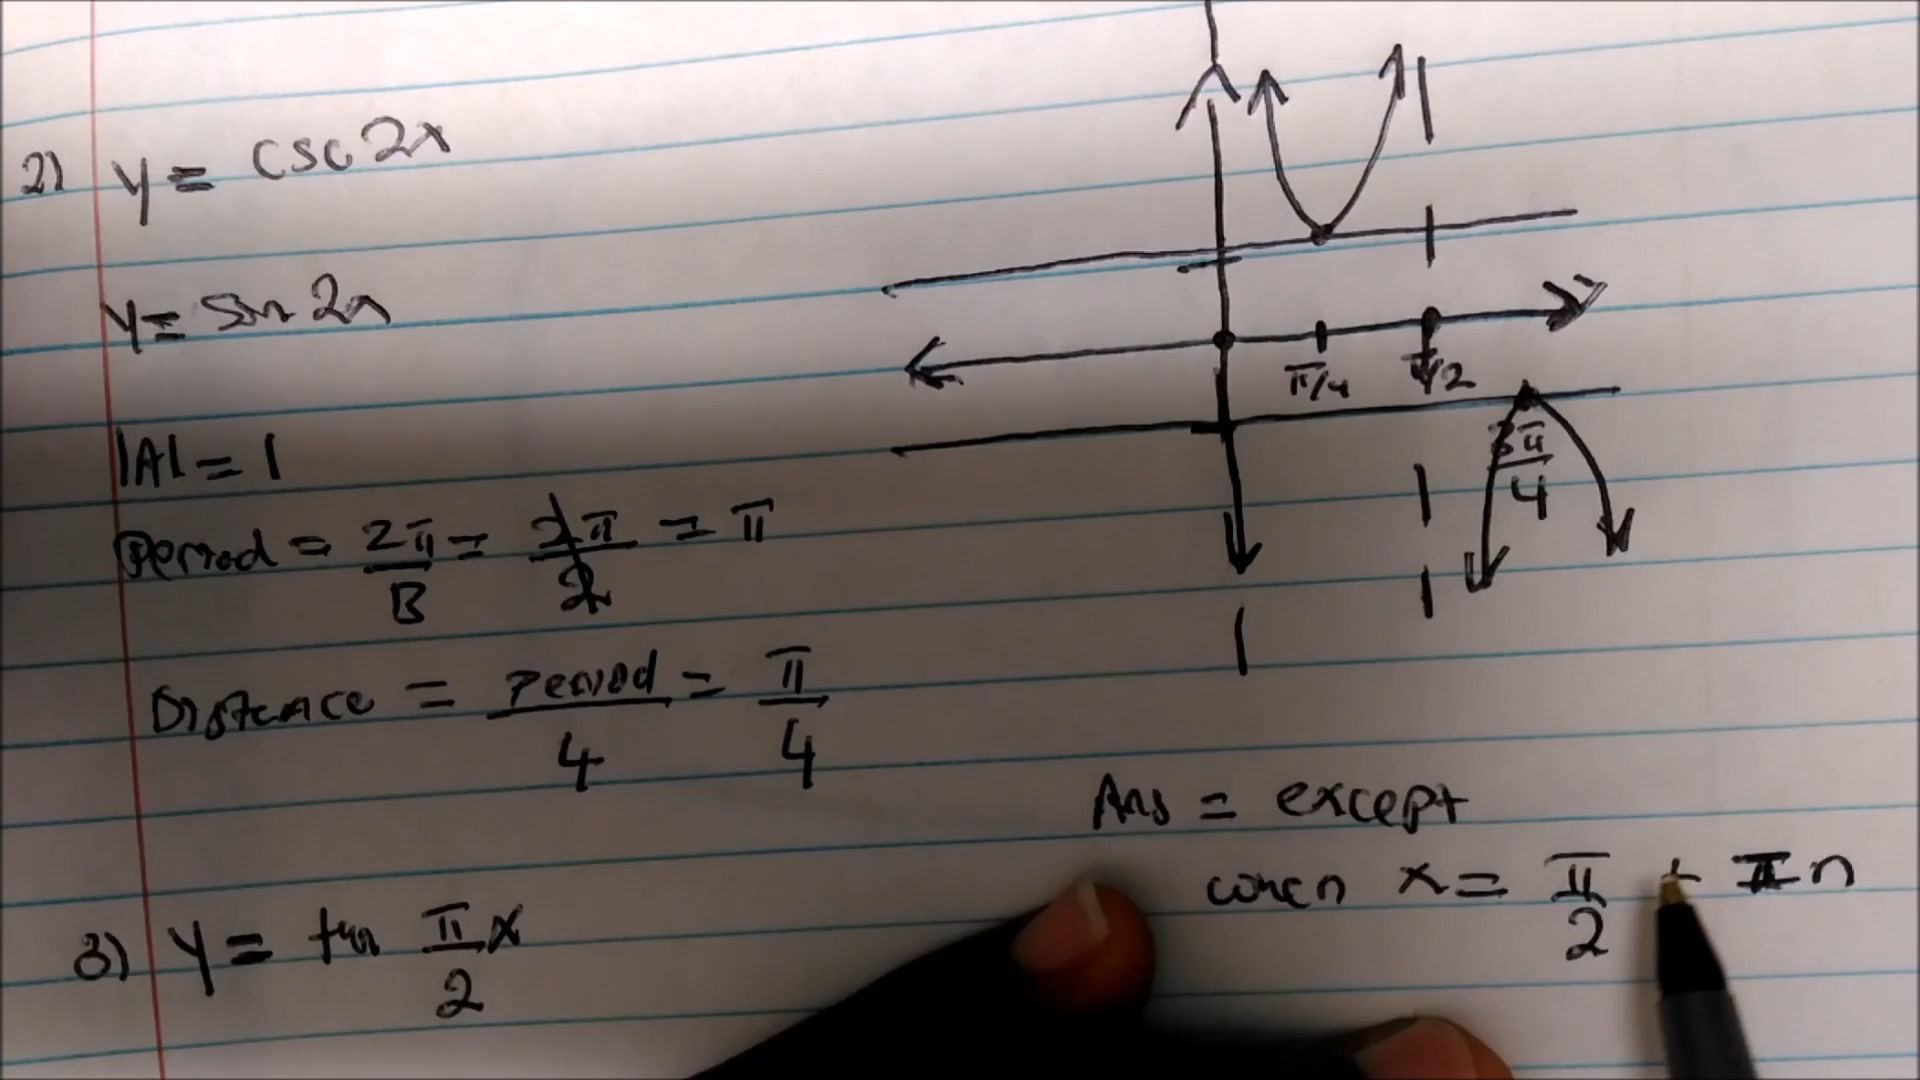 2) y = csc 2x
y = sin 2x
π/4 π/2
|A| = 1
3π/4
Period = 2π/B = 2π/2 = π
Distance = Period/4 = π/4
Ans = except
when x = π/2 + πn
3) y = tan π/2 x